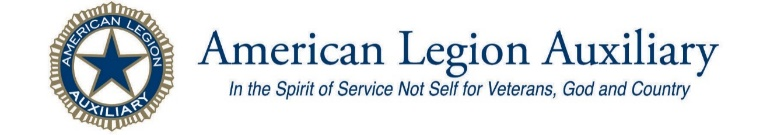 AMERICAN LEGION
AUXILIARY
American Legion Auxiliary
In the Spirit of Service Not Self for Veterans, God and Country